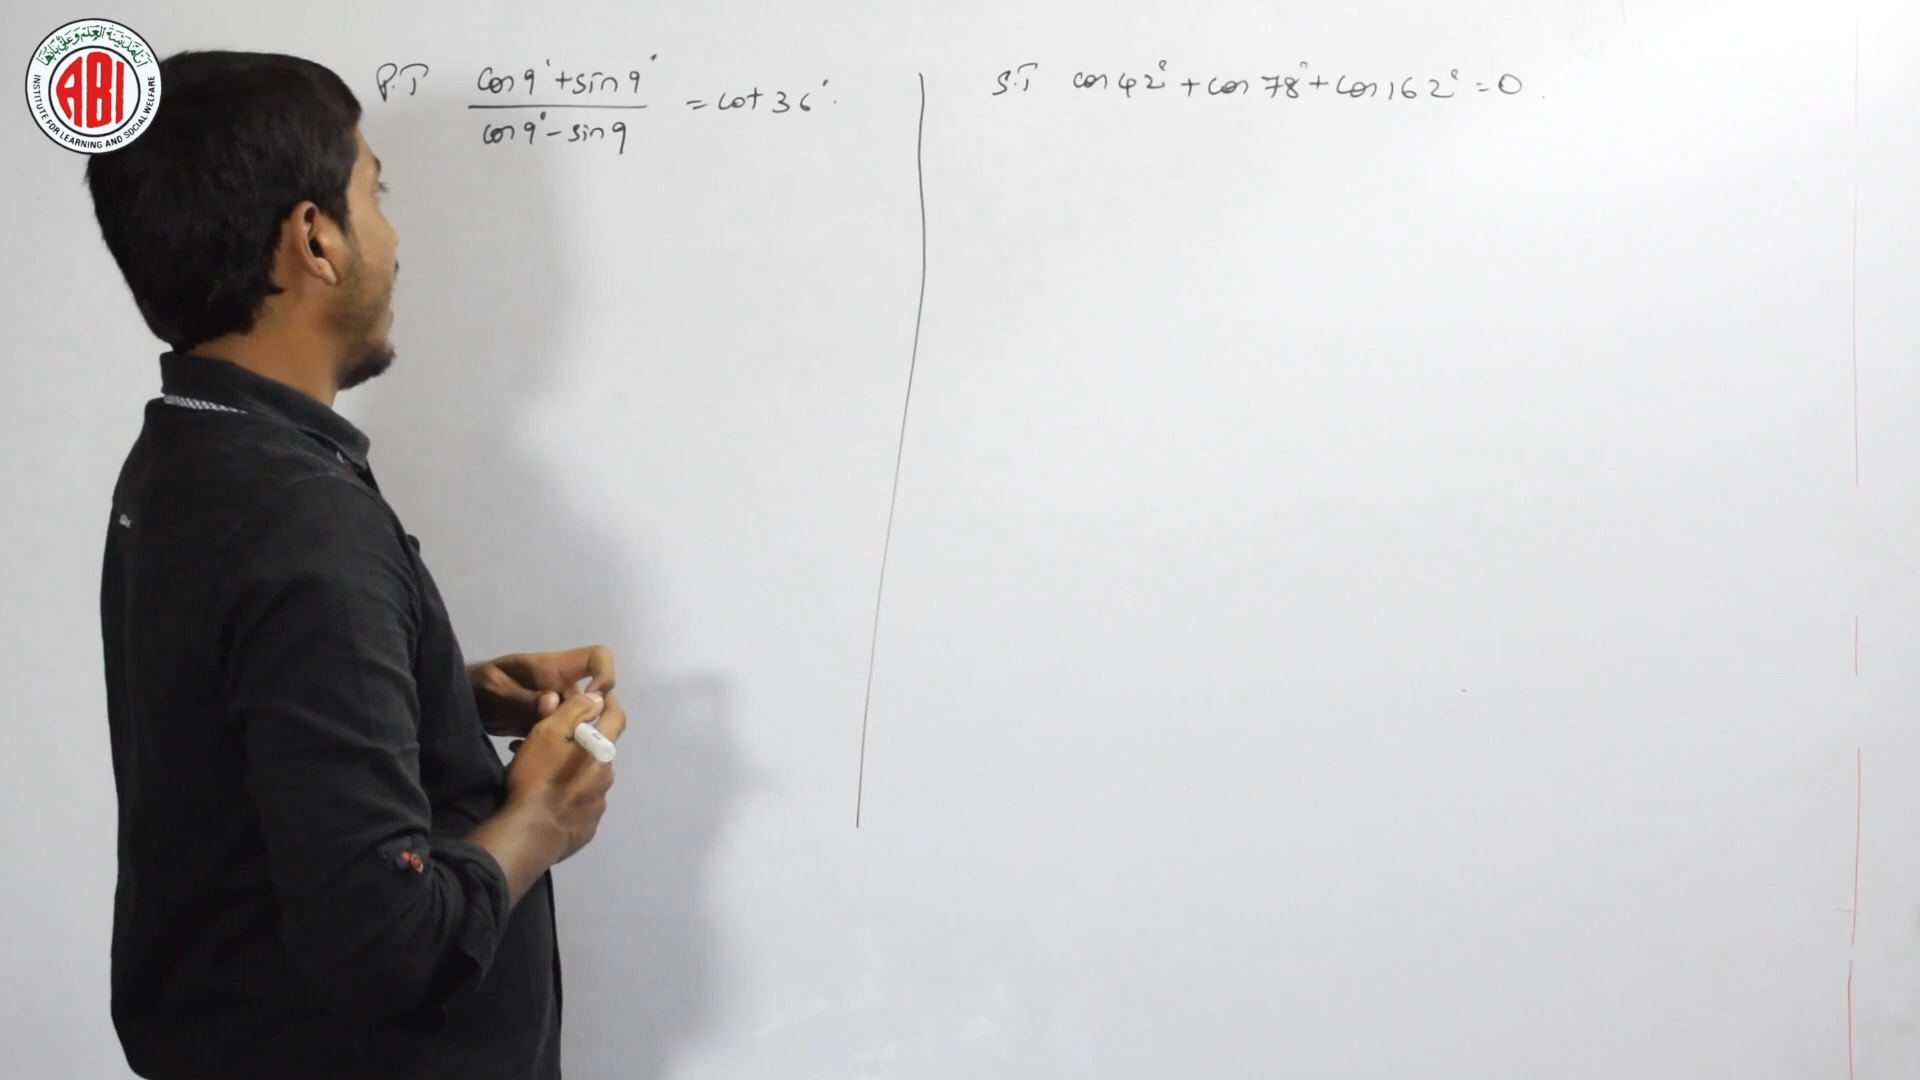 ABI
INSTITUTE FOR LEARNING AND SOCIAL WELFARE
P.T cos 9° + sin 9° / cos 9° - sin 9 = cot 36°.
S.T cos 42° + cos 78° + cos 162° = 0.